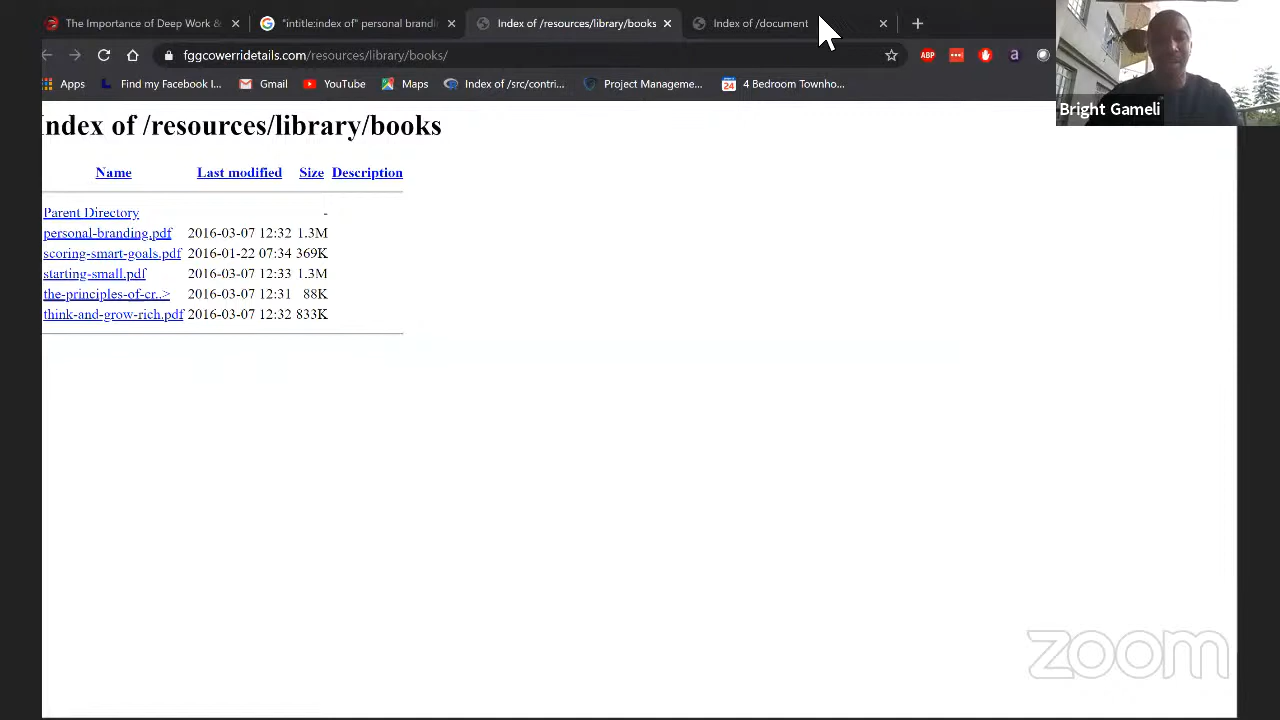 The Importance of Deep Work &
"intitle:index of" personal brandi
Index of /resources/library/books
Index of /document
fggcowerridetails.com/resources/library/books/
ABP
a
Apps
Find my Facebook I...
Gmail
YouTube
Maps
Index of /src/contri...
Project Manageme...
24
4 Bedroom Townho...
Bright Gameli
Index of /resources/library/books
Name Last modified Size Description
Parent Directory -
personal-branding.pdf 2016-03-07 12:32 1.3M
scoring-smart-goals.pdf 2016-01-22 07:34 369K
starting-small.pdf 2016-03-07 12:33 1.3M
the-principles-of-cr..> 2016-03-07 12:31 88K
think-and-grow-rich.pdf 2016-03-07 12:32 833K
zoom